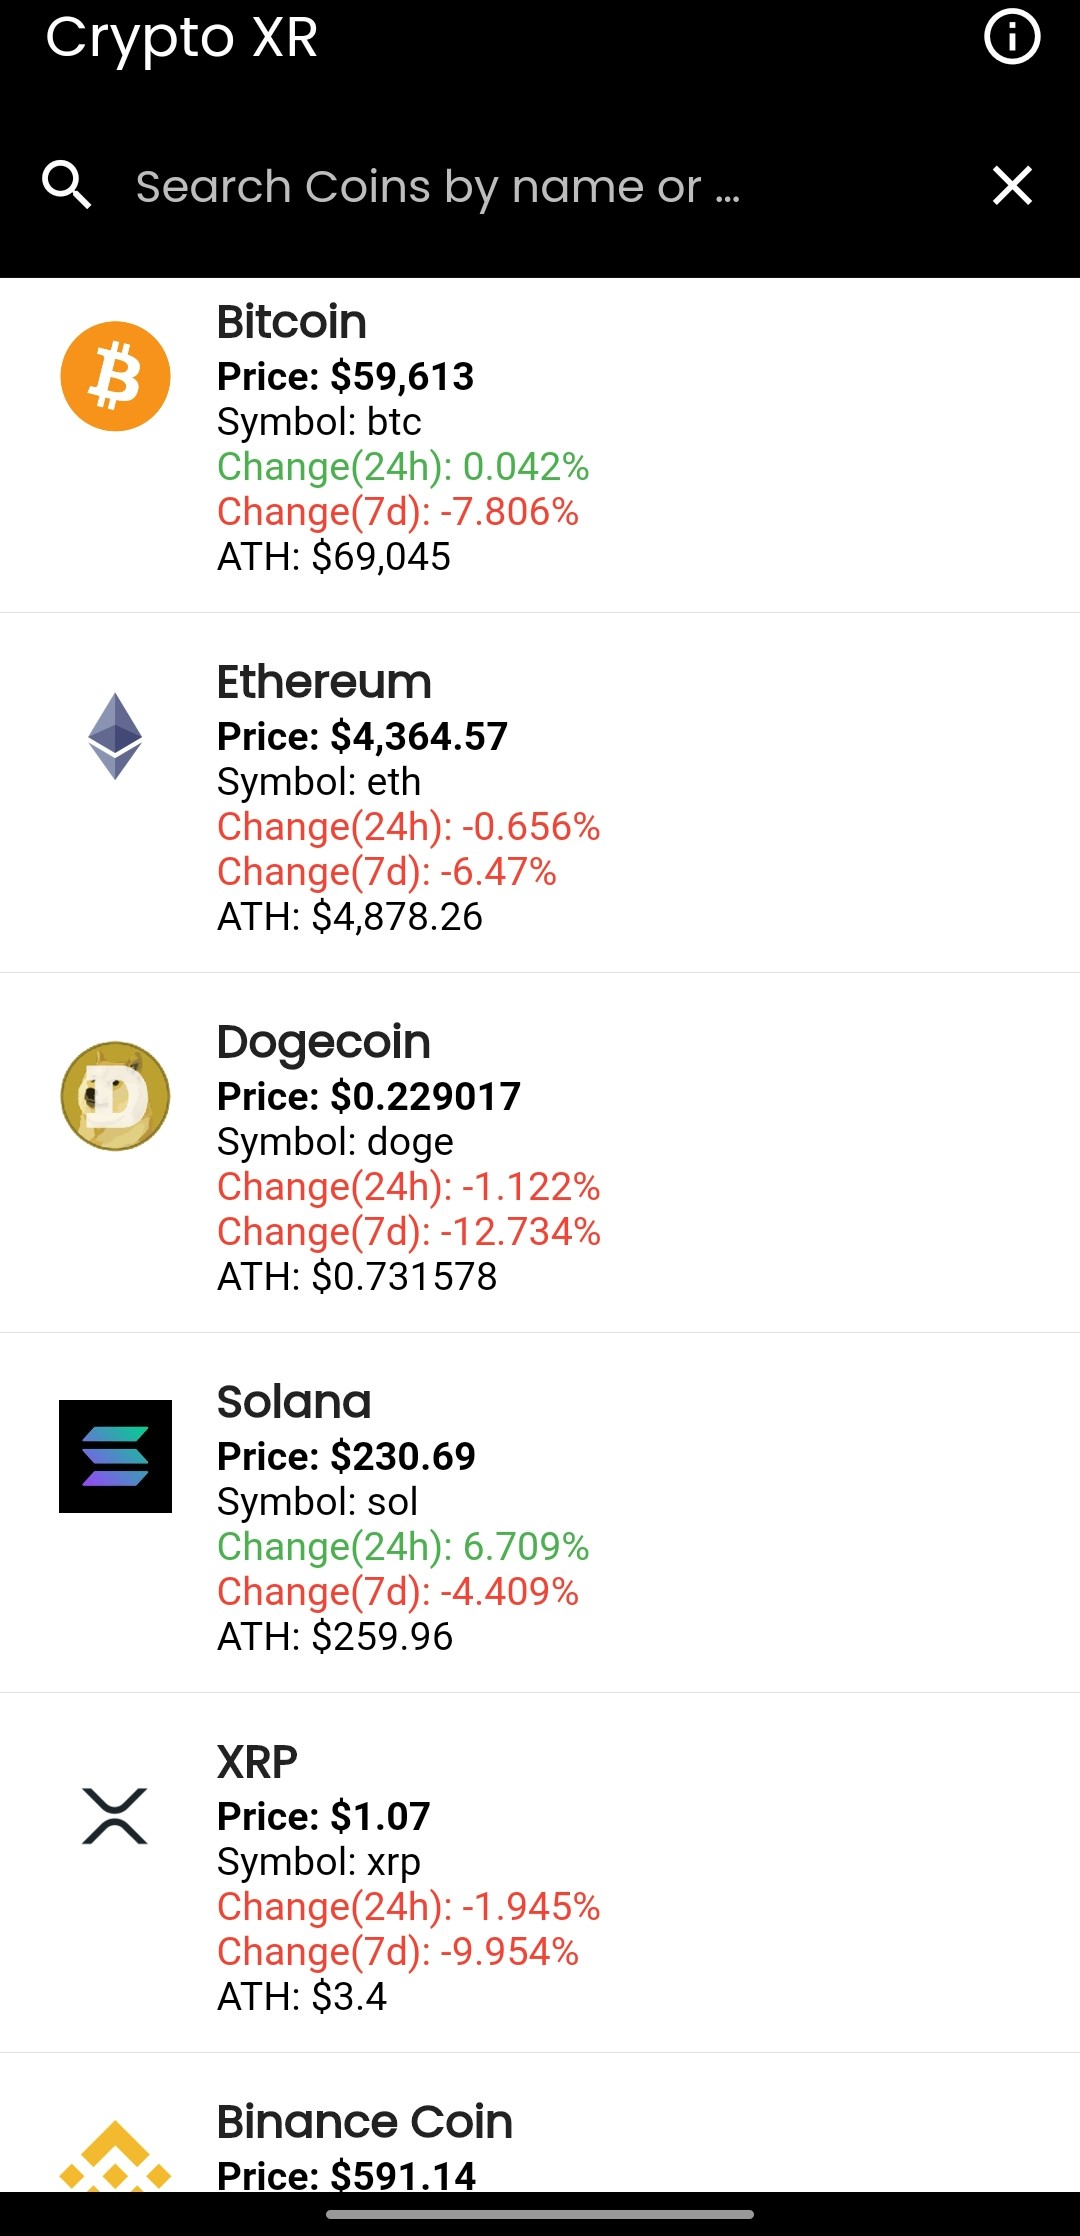 Crypto XR
Search Coins by name or ...
Bitcoin
Price: $59,613
Symbol: btc
Change(24h): 0.042%
Change(7d): -7.806%
ATH: $69,045
Ethereum
Price: $4,364.57
Symbol: eth
Change(24h): -0.656%
Change(7d): -6.47%
ATH: $4,878.26
Dogecoin
Price: $0.229017
Symbol: doge
Change(24h): -1.122%
Change(7d): -12.734%
ATH: $0.731578
Solana
Price: $230.69
Symbol: sol
Change(24h): 6.709%
Change(7d): -4.409%
ATH: $259.96
XRP
Price: $1.07
Symbol: xrp
Change(24h): -1.945%
Change(7d): -9.954%
ATH: $3.4
Binance Coin
Price: $591.14